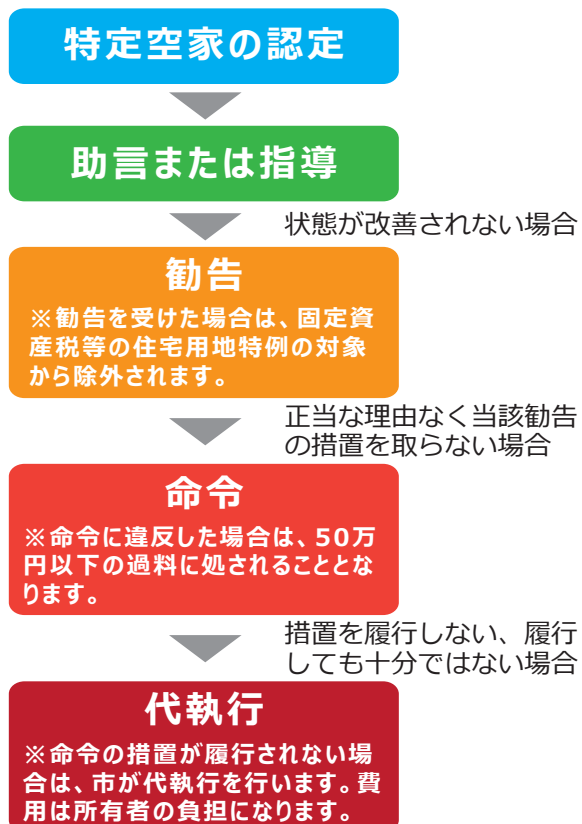 特定空家の認定
助言または指導
状態が改善されない場合
勧告
※勧告を受けた場合は、固定資
産税等の住宅用地特例の対象
から除外されます。
正当な理由なく当該勧告
の措置を取らない場合
命令
※命令に違反した場合は、50万
円以下の過料に処されることとな
ります。
措置を履行しない、履行
しても十分ではない場合
代執行
※命令の措置が履行されない場
合は、市が代執行を行います。費
用は所有者の負担になります。